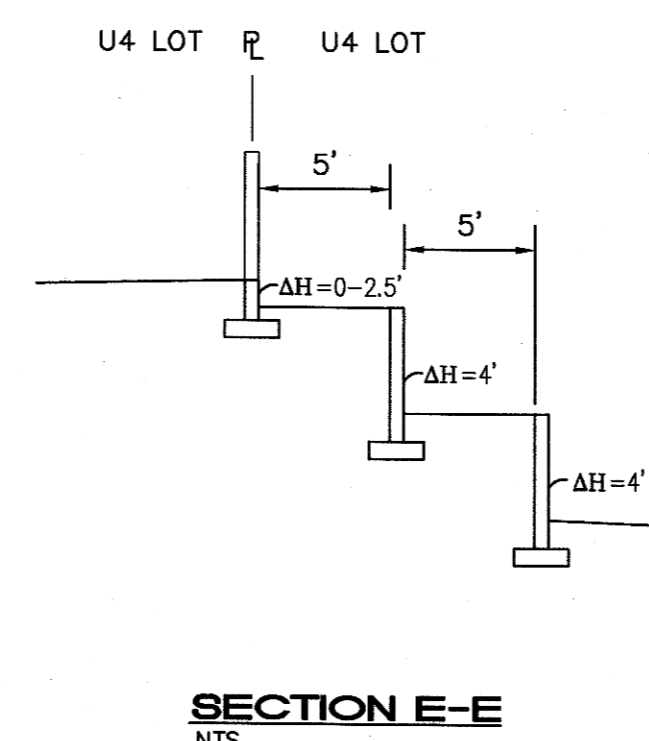 U4 LOT ⅊ U4 LOT
5'
5'
ΔH=0-2.5'
ΔH=4'
ΔH=4'
SECTION E-E
NTS